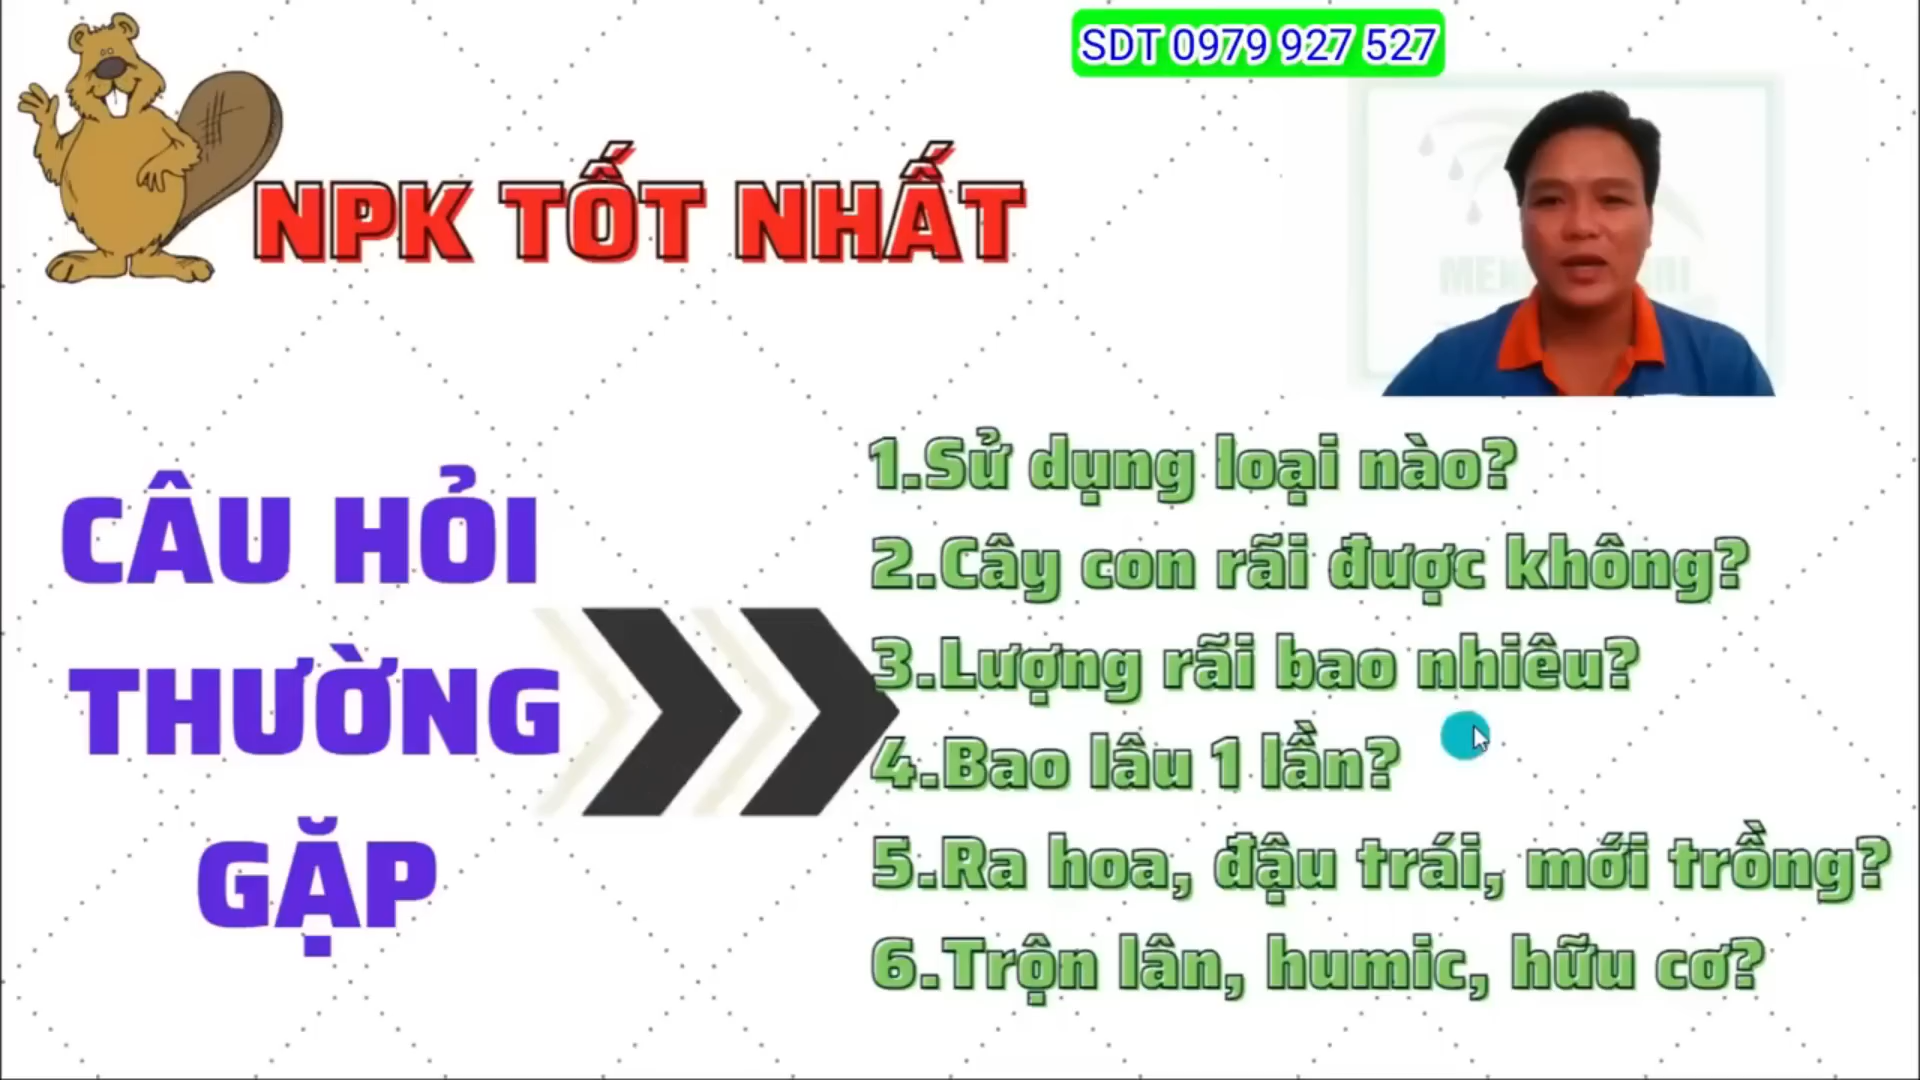 SDT 0979 927 527
NPK TỐT NHẤT
CÂU HỎI
THƯỜNG
GẶP
1.Sử dụng loại nào?
2.Cây con rãi được không?
3.Lượng rãi bao nhiêu?
4.Bao lâu 1 lần?
5.Ra hoa, đậu trái, mới trồng?
6.Trộn lân, humic, hữu cơ?